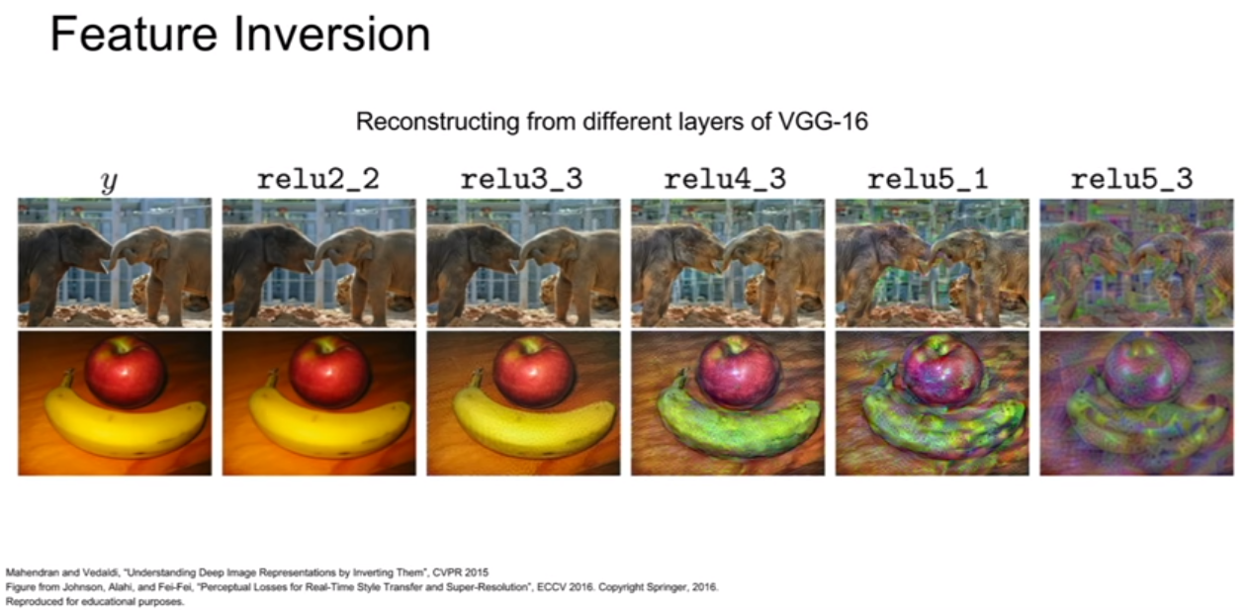 Feature Inversion
Reconstructing from different layers of VGG-16
y relu2_2 relu3_3 relu4_3 relu5_1 relu5_3
Mahendran and Vedaldi, "Understanding Deep Image Representations by Inverting Them", CVPR 2015
Figure from Johnson, Alahi, and Fei-Fei, "Perceptual Losses for Real-Time Style Transfer and Super-Resolution", ECCV 2016. Copyright Springer, 2016.
Reproduced for educational purposes.